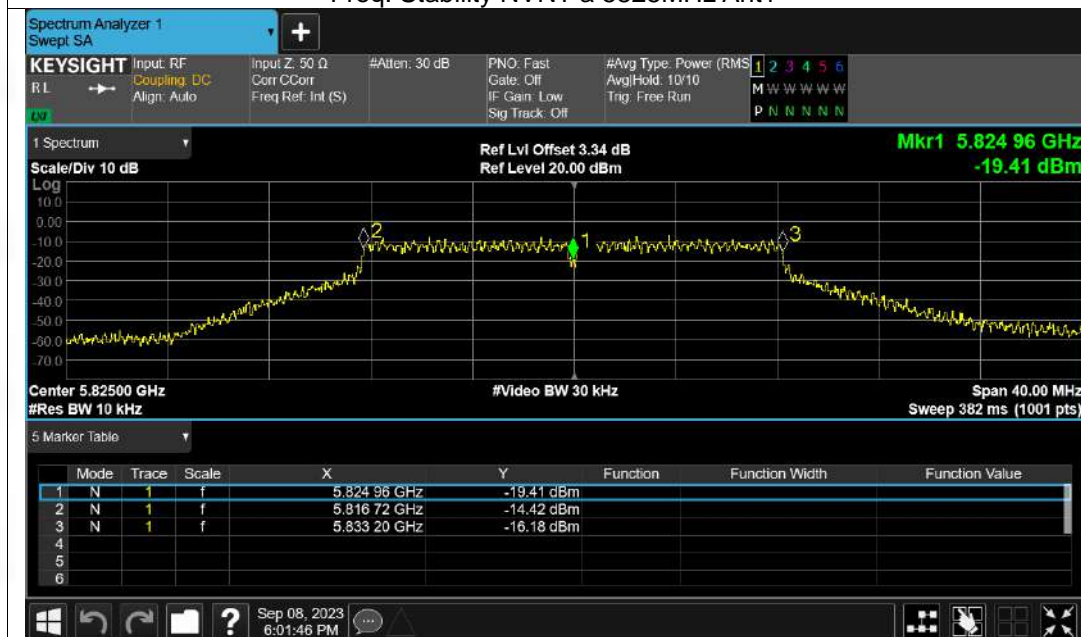 Spectrum Analyzer 1
Swept SA
KEYSIGHT Input: RF Input Z: 50 Ω #Atten: 30 dB PNO: Fast #Avg Type: Power (RMS 1 2 3 4 5 6
RL Coupling: DC Corr CCorr Gate: Off Avg|Hold: 10/10 M W W W W W
Align: Auto Freq Ref: Int (S) IF Gain: Low Trig: Free Run
Sig Track: Off P N N N N N
1 Spectrum Ref Lvl Offset 3.34 dB Mkr1 5.824 96 GHz
Scale/Div 10 dB Ref Level 20.00 dBm -19.41 dBm
Log
10.0
0.00
-10.0
-20.0
-30.0
-40.0
-50.0
-60.0
-70.0
2
1
3
Center 5.82500 GHz #Video BW 30 kHz Span 40.00 MHz
#Res BW 10 kHz Sweep 382 ms (1001 pts)
5 Marker Table
Mode Trace Scale X Y Function Function Width Function Value
1 N 1 f 5.824 96 GHz -19.41 dBm
2 N 1 f 5.816 72 GHz -14.42 dBm
3 N 1 f 5.833 20 GHz -16.18 dBm
4
5
6
? Sep 08, 2023
6:01:46 PM